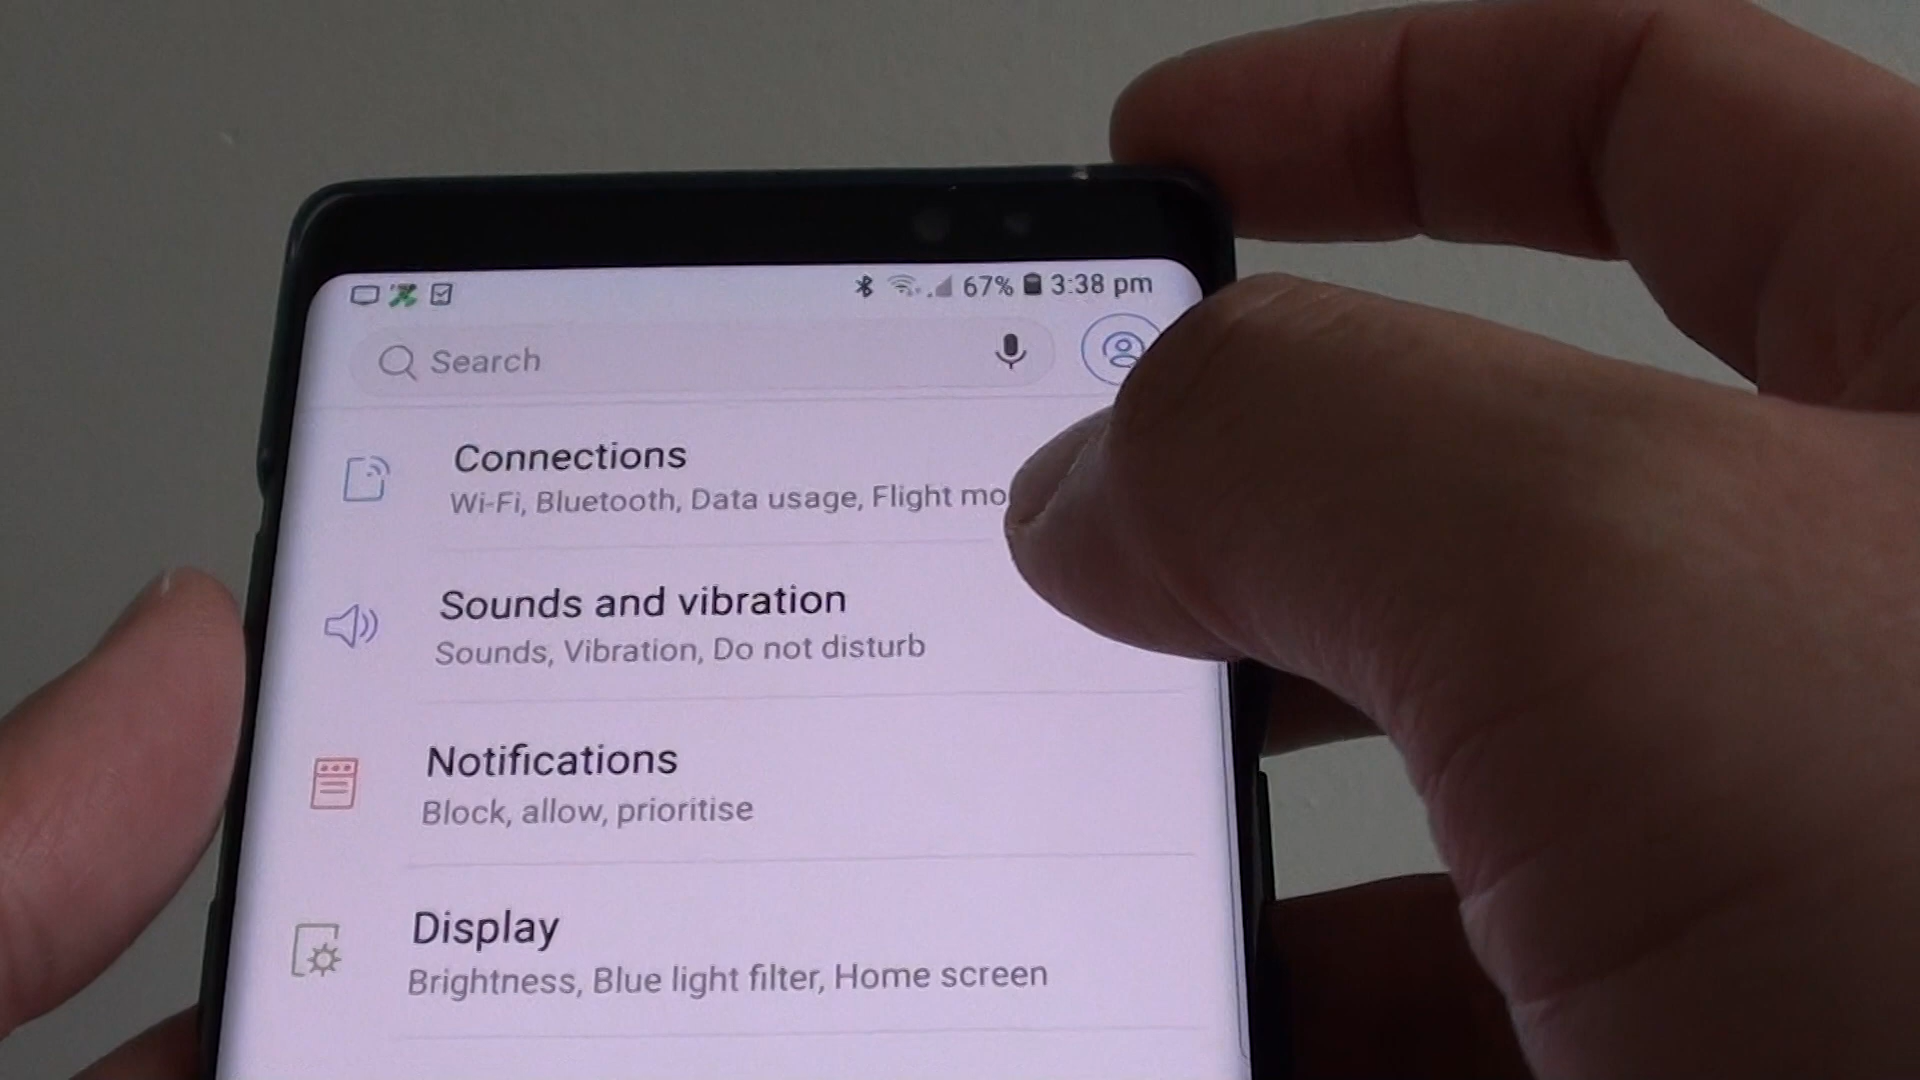 67% 3:38 pm
Search
Connections
Wi-Fi, Bluetooth, Data usage, Flight mo
Sounds and vibration
Sounds, Vibration, Do not disturb
Notifications
Block, allow, prioritise
Display
Brightness, Blue light filter, Home screen